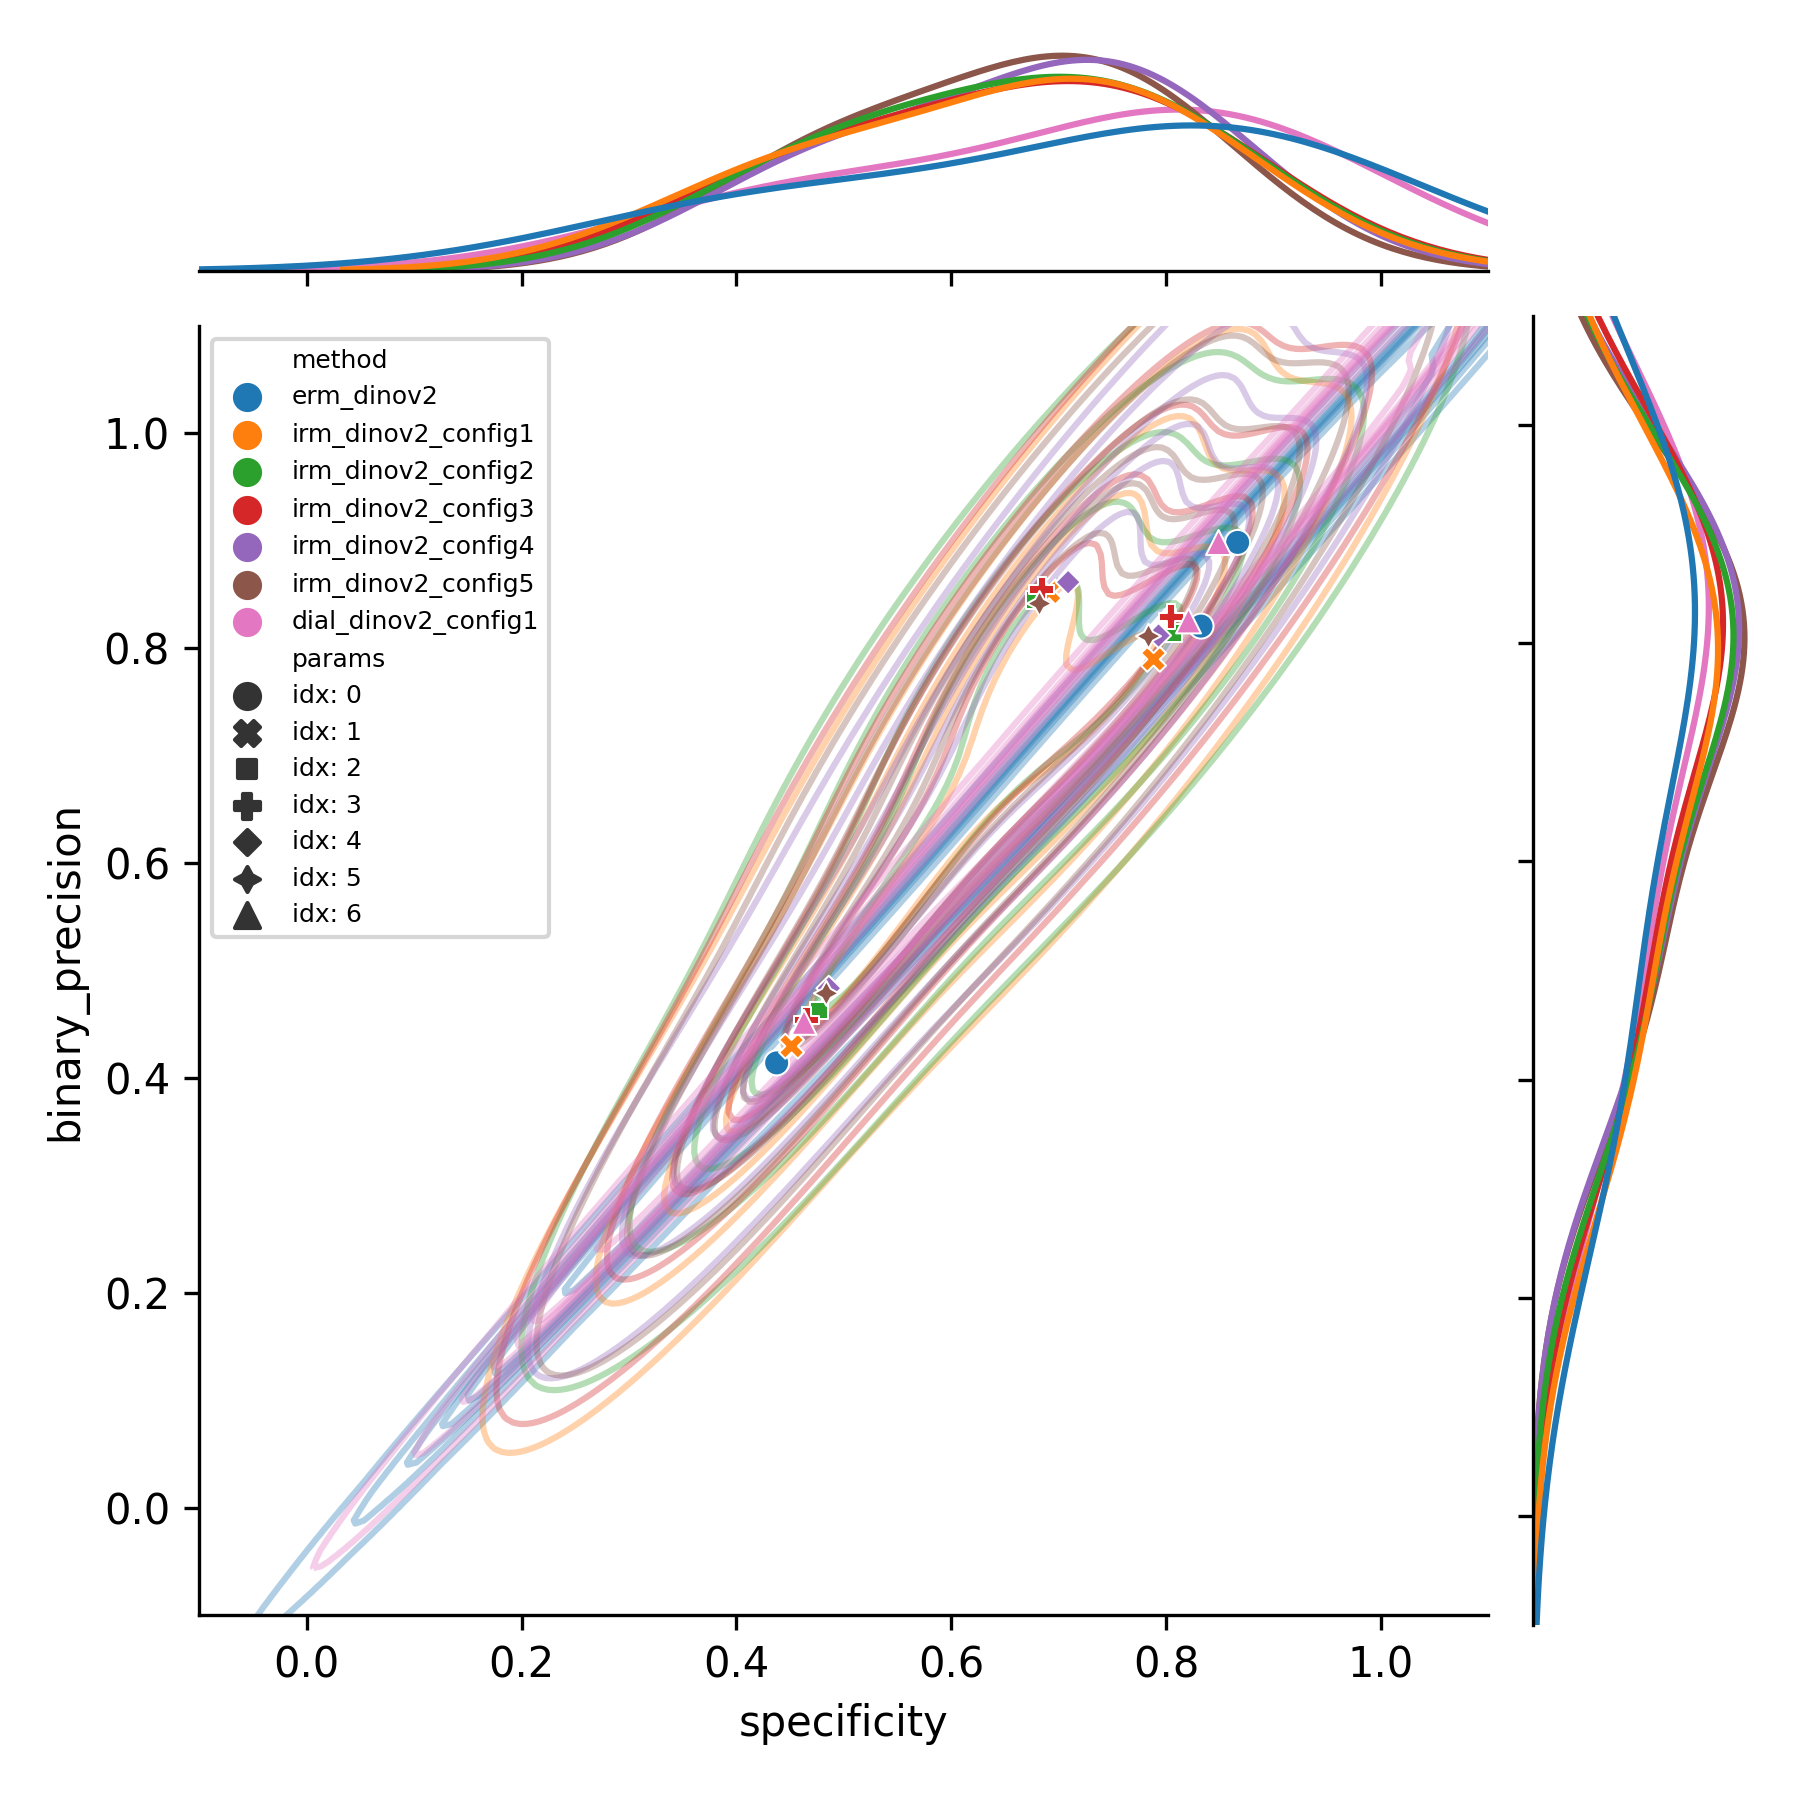 method
erm_dinov2
irm_dinov2_config1
irm_dinov2_config2
irm_dinov2_config3
irm_dinov2_config4
irm_dinov2_config5
dial_dinov2_config1
params
idx: 0
idx: 1
idx: 2
idx: 3
idx: 4
idx: 5
idx: 6
binary_precision
1.0
0.8
0.6
0.4
0.2
0.0
0.0 0.2 0.4 0.6 0.8 1.0
specificity